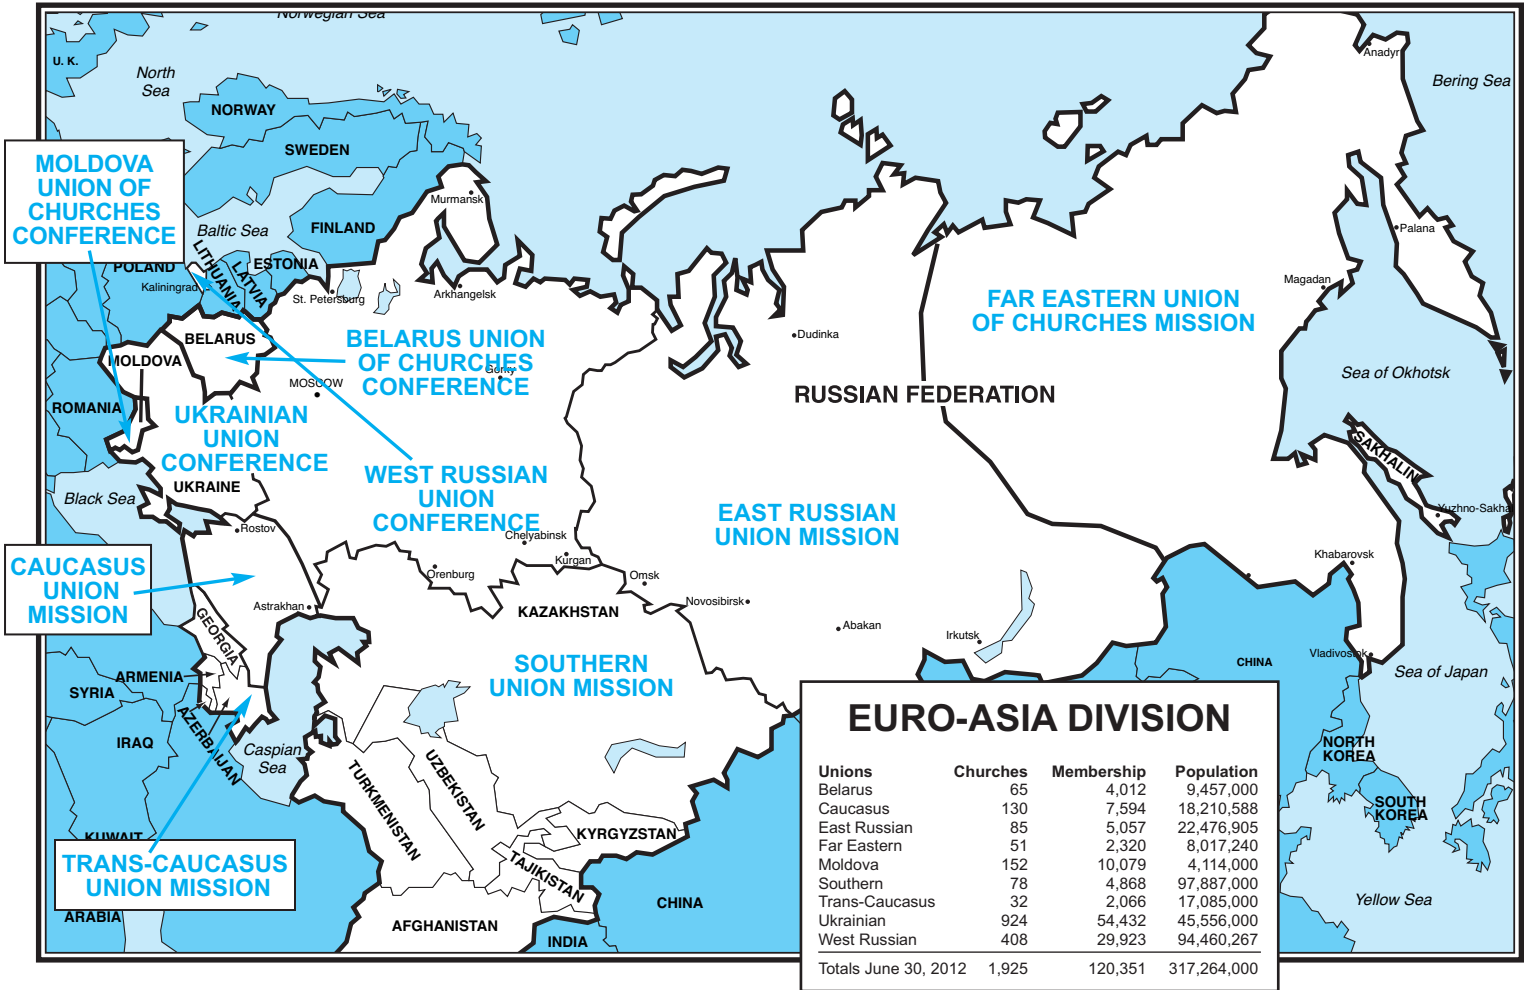 Norwegian Sea
U. K.
North
Sea
Anadyr
Bering Sea
NORWAY
SWEDEN
MOLDOVA
UNION OF
CHURCHES
CONFERENCE
Murmansk
FINLAND
Baltic Sea
Palana
POLAND
LITHUANIA
LATVIA
ESTONIA
Kaliningrad
St. Petersburg
Arkhangelsk
Magadan
FAR EASTERN UNION
OF CHURCHES MISSION
Dudinka
BELARUS
BELARUS UNION
OF CHURCHES
CONFERENCE
MOLDOVA
Gorky
MOSCOW
Sea of Okhotsk
RUSSIAN FEDERATION
ROMANIA
UKRAINIAN
UNION
CONFERENCE
SAKHALIN
WEST RUSSIAN
UNION
CONFERENCE
UKRAINE
Black Sea
EAST RUSSIAN
UNION MISSION
Yuzhno-Sakha
Rostov
Chelyabinsk
Kurgan
Khabarovsk
CAUCASUS
UNION
MISSION
Orenburg
Omsk
Astrakhan
KAZAKHSTAN
Novosibirsk
Abakan
Irkutsk
GEORGIA
Vladivostok
CHINA
SOUTHERN
UNION MISSION
ARMENIA
Sea of Japan
SYRIA
AZERBAIJAN
IRAQ
Caspian
Sea
TURKMENISTAN
UZBEKISTAN
NORTH
KOREA
SOUTH
KOREA
KUWAIT
KYRGYZSTAN
TRANS-CAUCASUS
UNION MISSION
TAJIKISTAN
ARABIA
AFGHANISTAN
CHINA
INDIA
Yellow Sea
EURO-ASIA DIVISION
Unions Churches Membership Population
Belarus 65 4,012 9,457,000
Caucasus 130 7,594 18,210,588
East Russian 85 5,057 22,476,905
Far Eastern 51 2,320 8,017,240
Moldova 152 10,079 4,114,000
Southern 78 4,868 97,887,000
Trans-Caucasus 32 2,066 17,085,000
Ukrainian 924 54,432 45,556,000
West Russian 408 29,923 94,460,267
Totals June 30, 2012 1,925 120,351 317,264,000